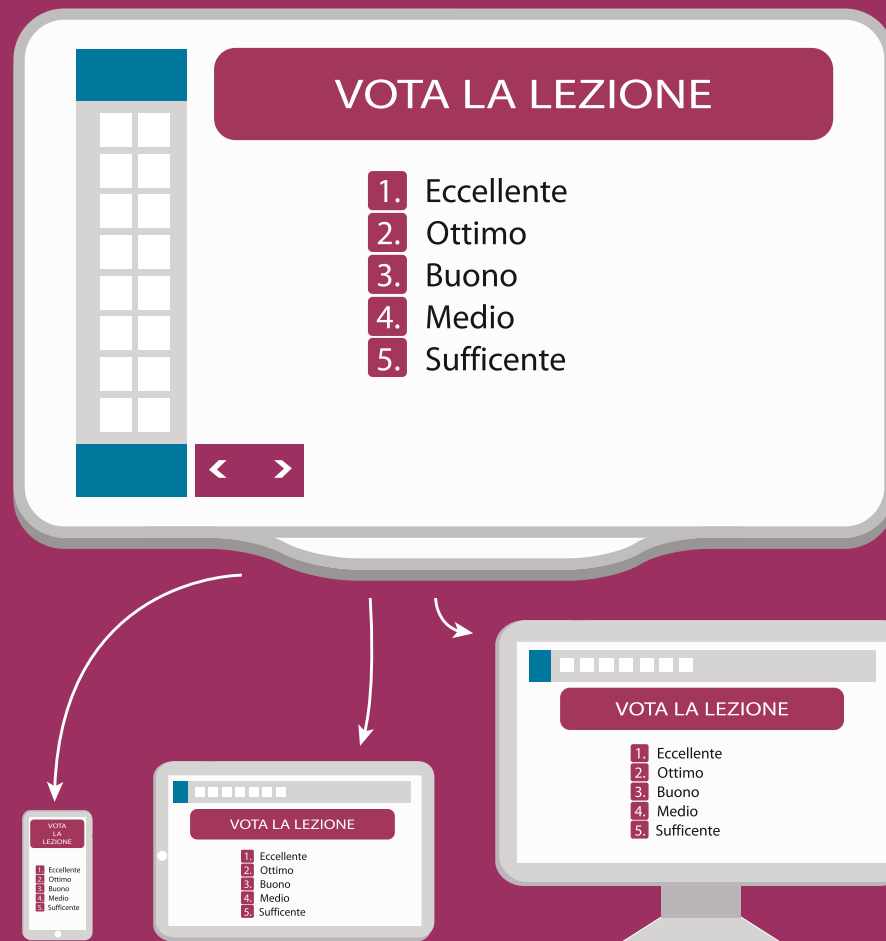 VOTA LA LEZIONE
1. Eccellente
2. Ottimo
3. Buono
4. Medio
5. Sufficente
VOTA
LA
LEZIONE
1. Eccellente
2. Ottimo
3. Buono
4. Medio
5. Sufficente
VOTA LA LEZIONE
1. Eccellente
2. Ottimo
3. Buono
4. Medio
5. Sufficente
VOTA LA LEZIONE
1. Eccellente
2. Ottimo
3. Buono
4. Medio
5. Sufficente